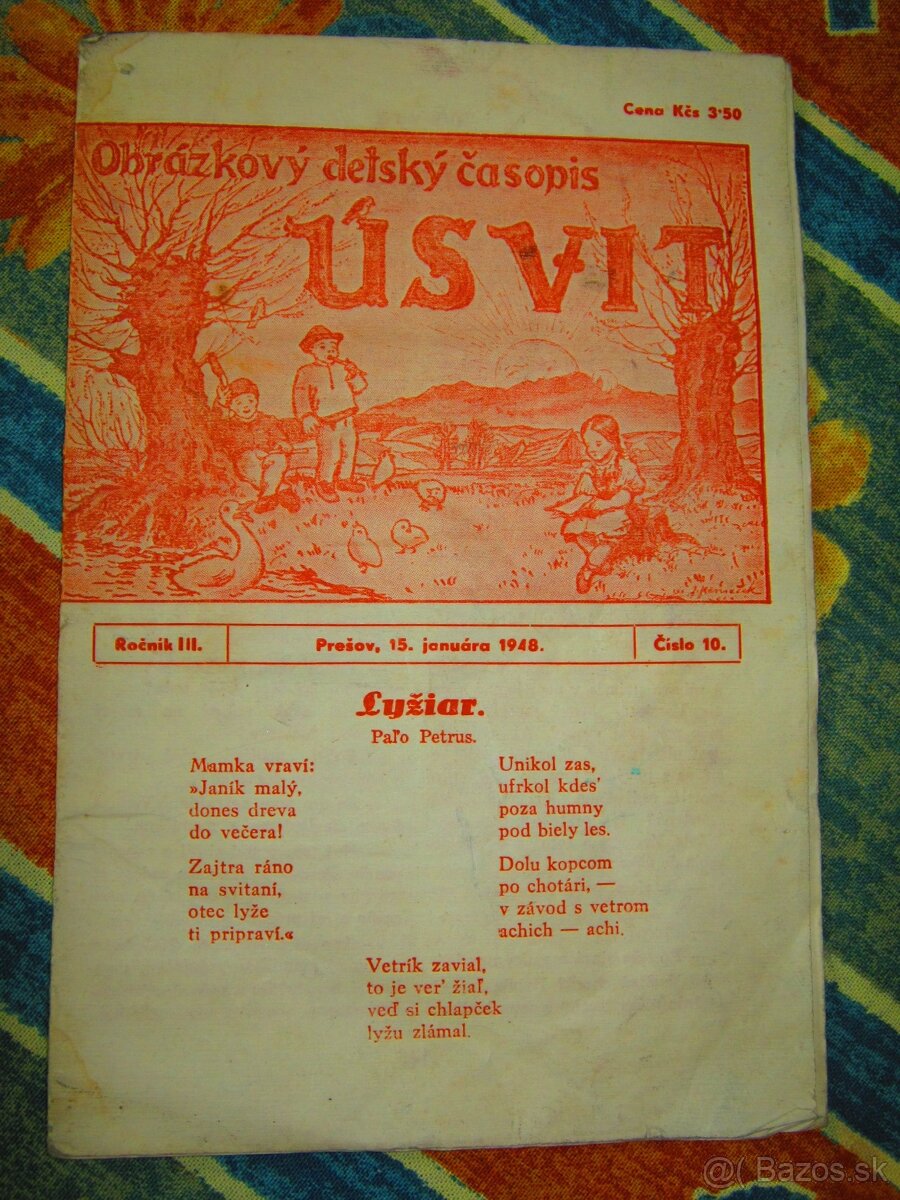 Cena Kčs 3·50
Obrázkový detský časopis
ÚSVIT
Ročník III.
Prešov, 15. januára 1948.
Číslo 10.
Lyžiar.
Paľo Petrus.
Mamka vraví:
»Janík malý,
dones dreva
do večera!
Zajtra ráno
na svitaní,
otec lyže
ti pripraví.«
Unikol zas,
ufrkol kdes'
poza humny
pod biely les.
Dolu kopcom
po chotári, —
v závod s vetrom
achich — achi.
Vetrík zavial,
to je ver' žiaľ,
veď si chlapček
lyžu zlámal.
@( Bazos.sk